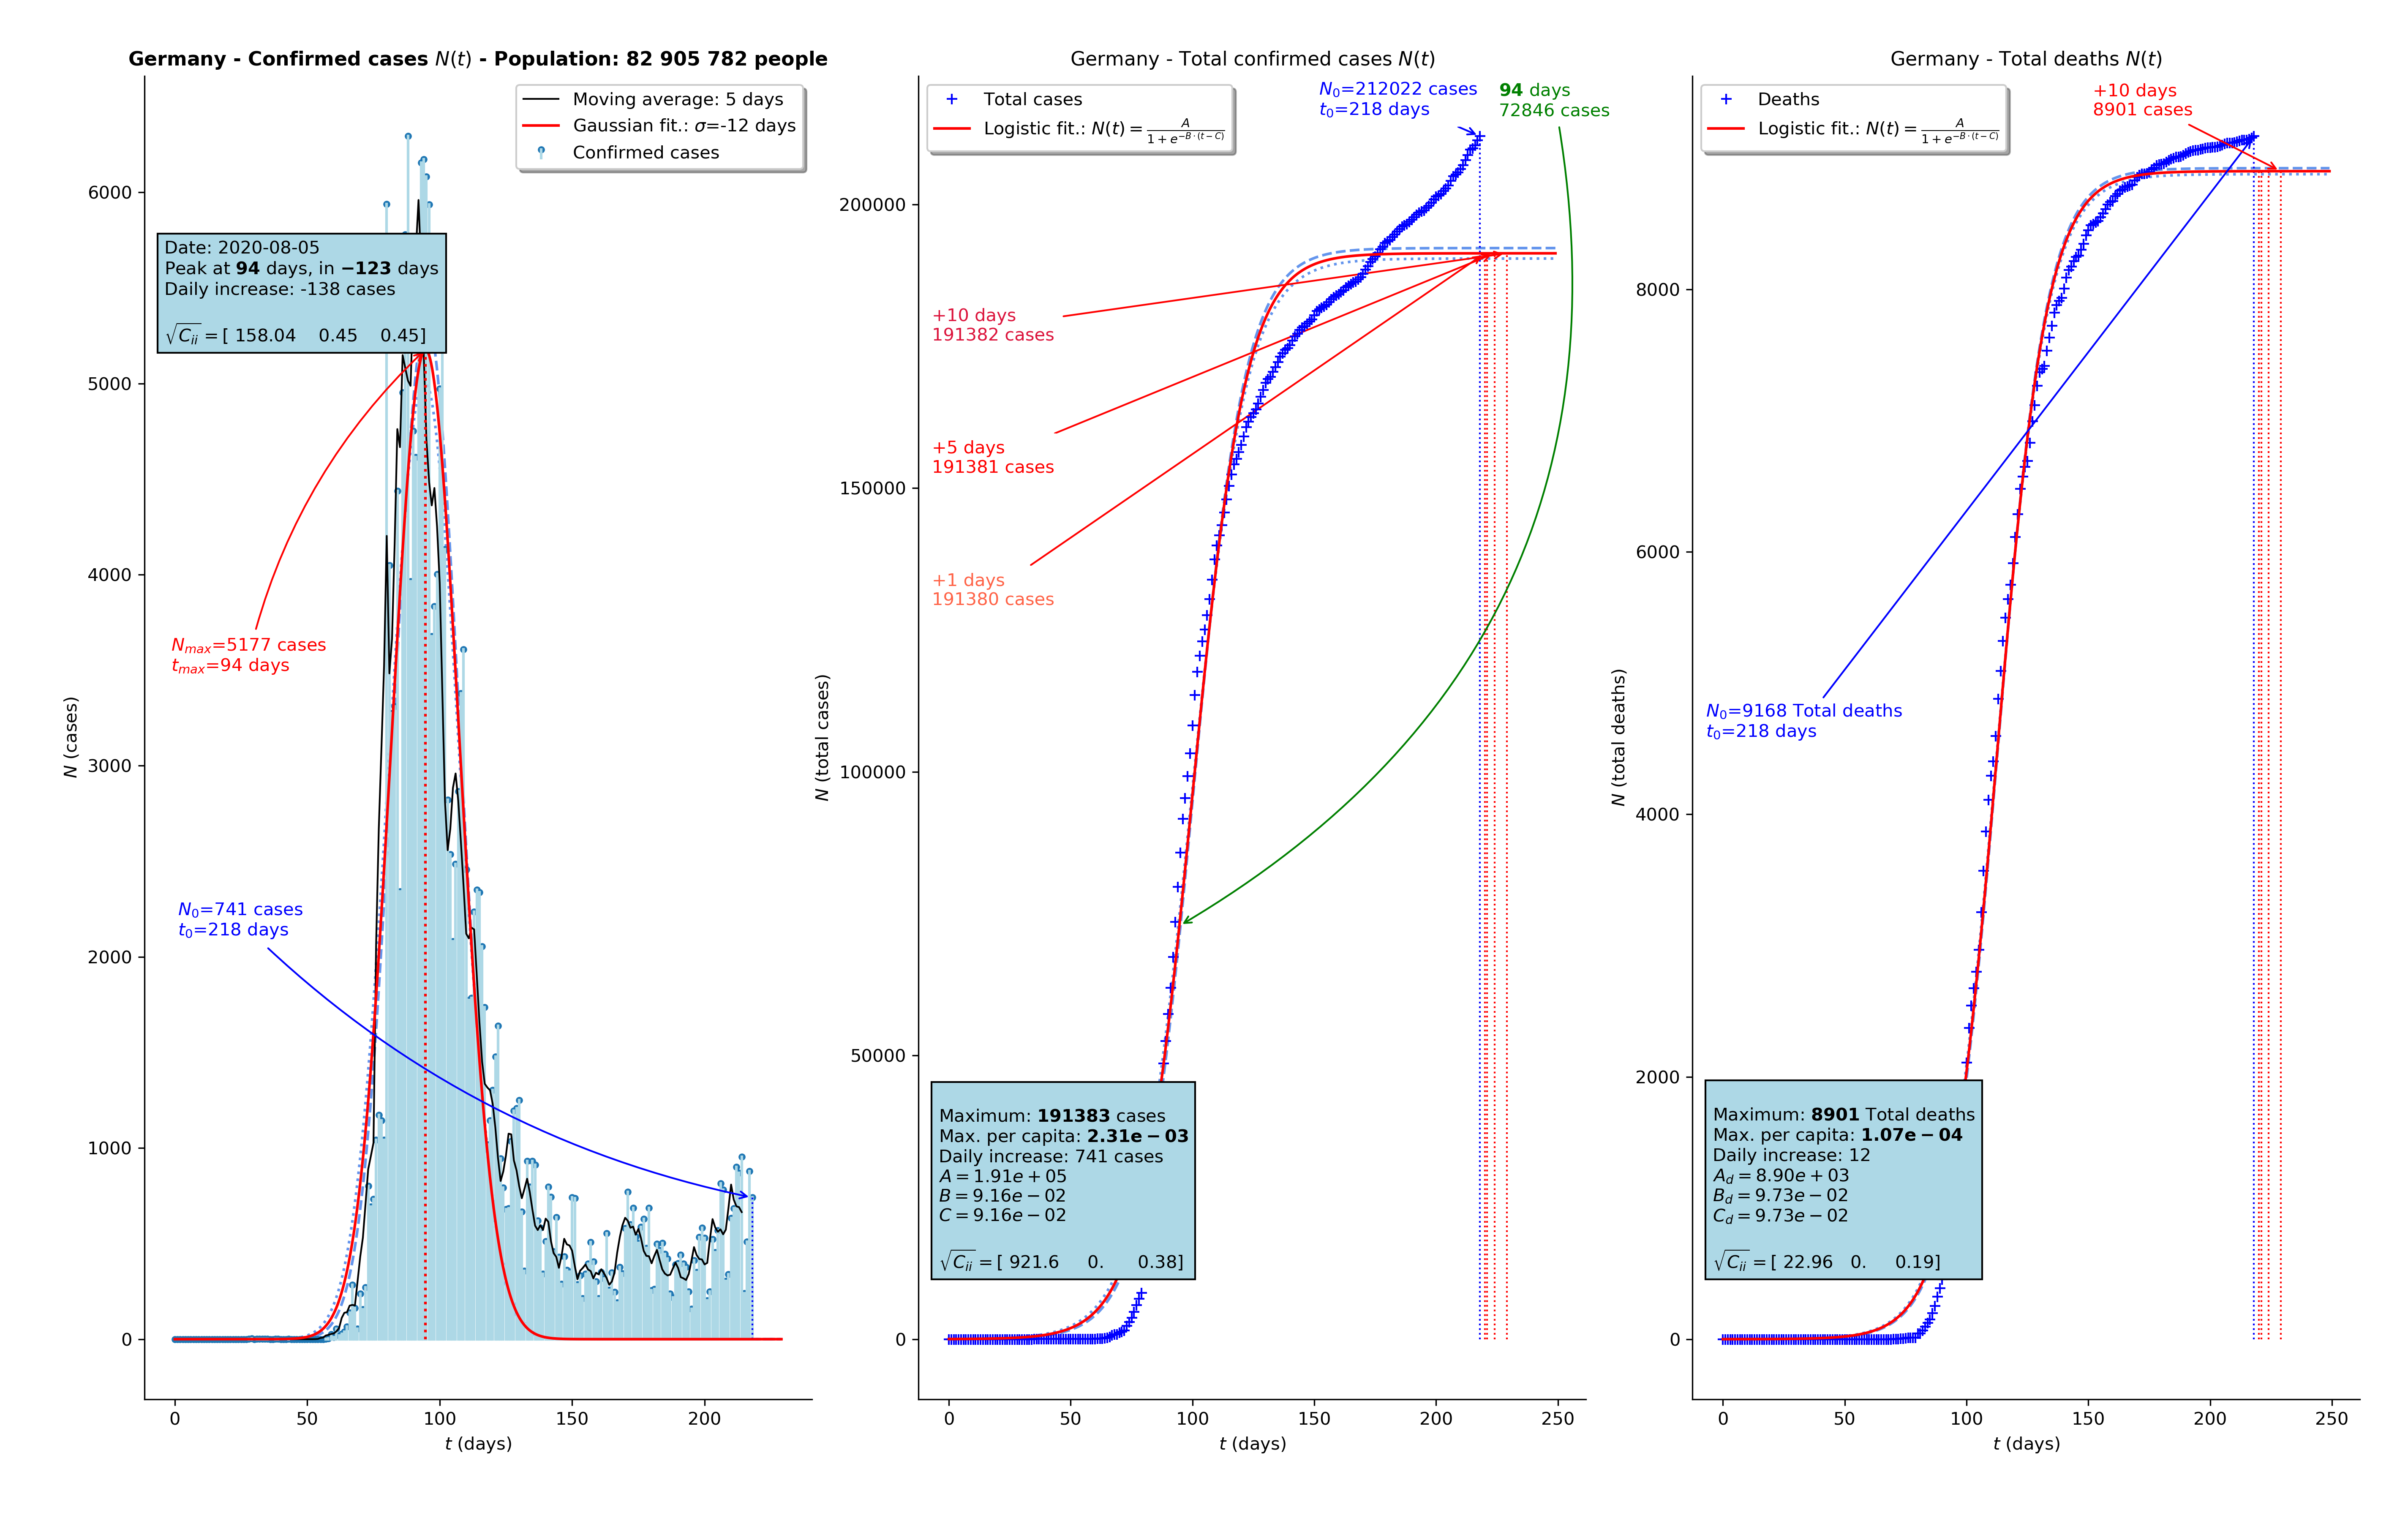 Germany - Confirmed cases N(t) - Population: 82 905 782 people
Moving average: 5 days
Gaussian fit.: σ=-12 days
Confirmed cases
Date: 2020-08-05
Peak at 94 days, in −123 days
Daily increase: -138 cases
√C_ii = [ 158.04 0.45 0.45]
N_max=5177 cases
t_max=94 days
N_0=741 cases
t_0=218 days
N (cases)
6000
5000
4000
3000
2000
1000
0
0 50 100 150 200
t (days)
Germany - Total confirmed cases N(t)
Total cases
Logistic fit.: N(t) = A / (1 + e^{−B·(t−C)})
N_0=212022 cases
t_0=218 days
94 days
72846 cases
+10 days
191382 cases
+5 days
191381 cases
+1 days
191380 cases
Maximum: 191383 cases
Max. per capita: 2.31e − 03
Daily increase: 741 cases
A = 1.91e + 05
B = 9.16e − 02
C = 9.16e − 02
√C_ii = [ 921.6 0. 0.38]
N (total cases)
200000
150000
100000
50000
0
0 50 100 150 200 250
t (days)
Germany - Total deaths N(t)
Deaths
Logistic fit.: N(t) = A / (1 + e^{−B·(t−C)})
+10 days
8901 cases
N_0=9168 Total deaths
t_0=218 days
Maximum: 8901 Total deaths
Max. per capita: 1.07e − 04
Daily increase: 12
A_d = 8.90e + 03
B_d = 9.73e − 02
C_d = 9.73e − 02
√C_ii = [ 22.96 0. 0.19]
N (total deaths)
8000
6000
4000
2000
0
0 50 100 150 200 250
t (days)